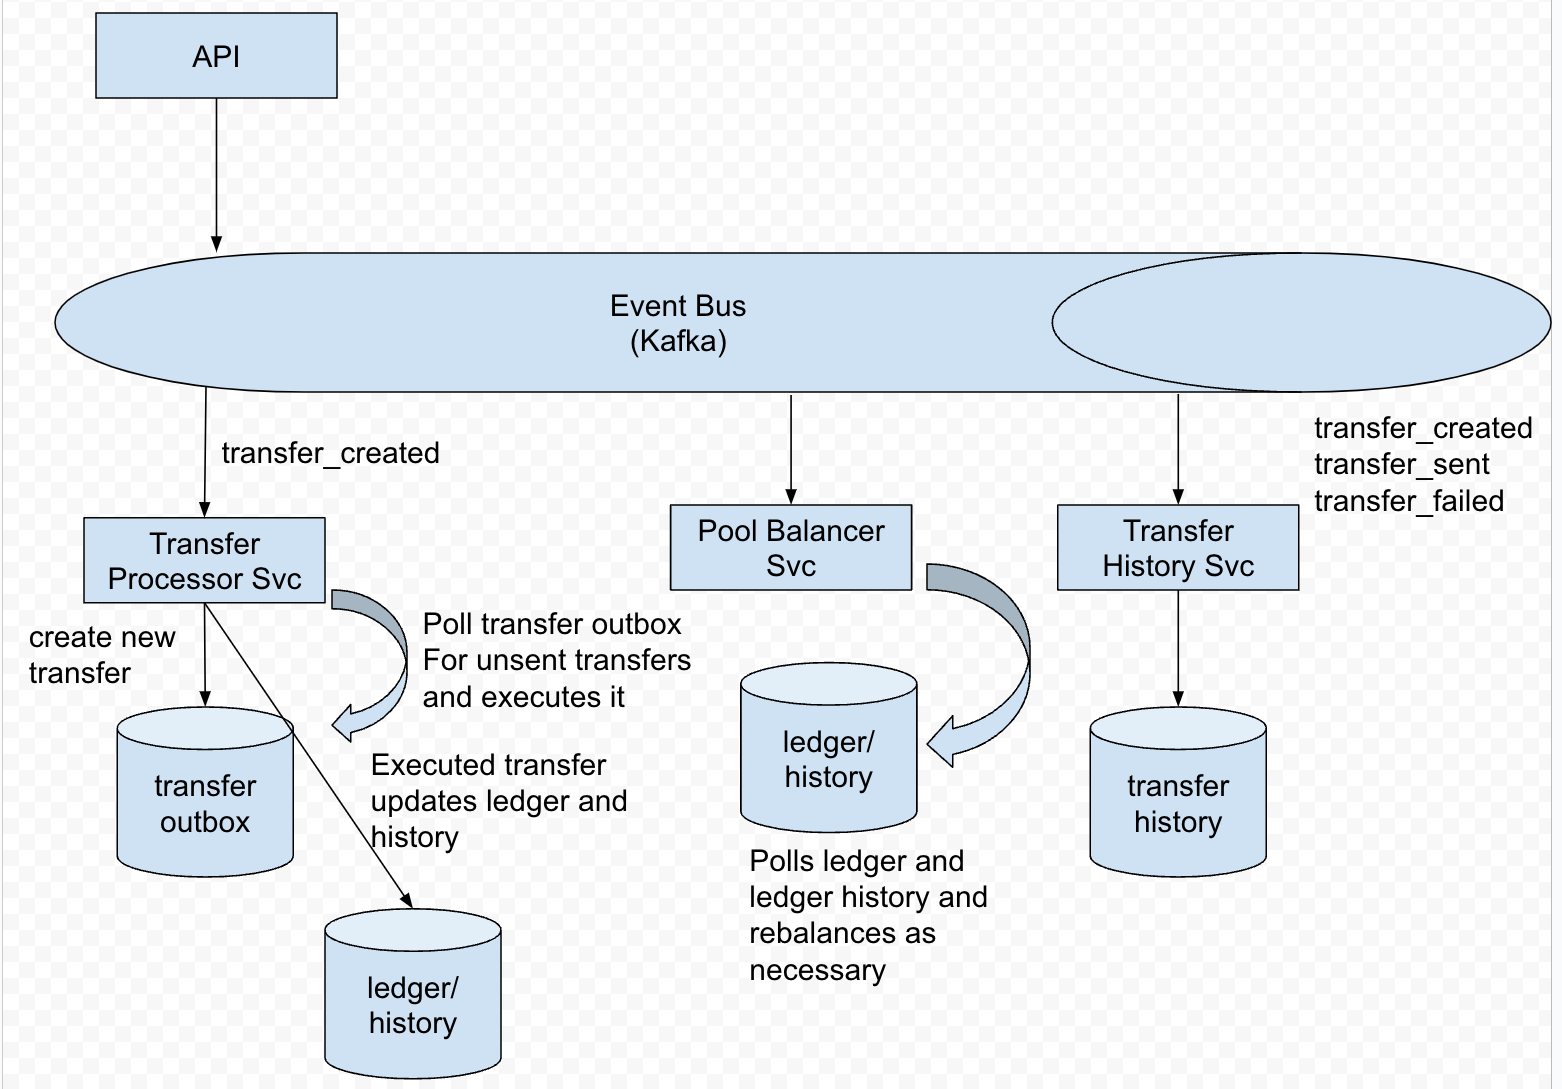 API
Event Bus
(Kafka)
transfer_created
transfer_created
transfer_sent
transfer_failed
Transfer
Processor Svc
Pool Balancer
Svc
Transfer
History Svc
create new
transfer
Poll transfer outbox
For unsent transfers
and executes it
transfer
outbox
Executed transfer
updates ledger and
history
ledger/
history
ledger/
history
Polls ledger and
ledger history and
rebalances as
necessary
transfer
history